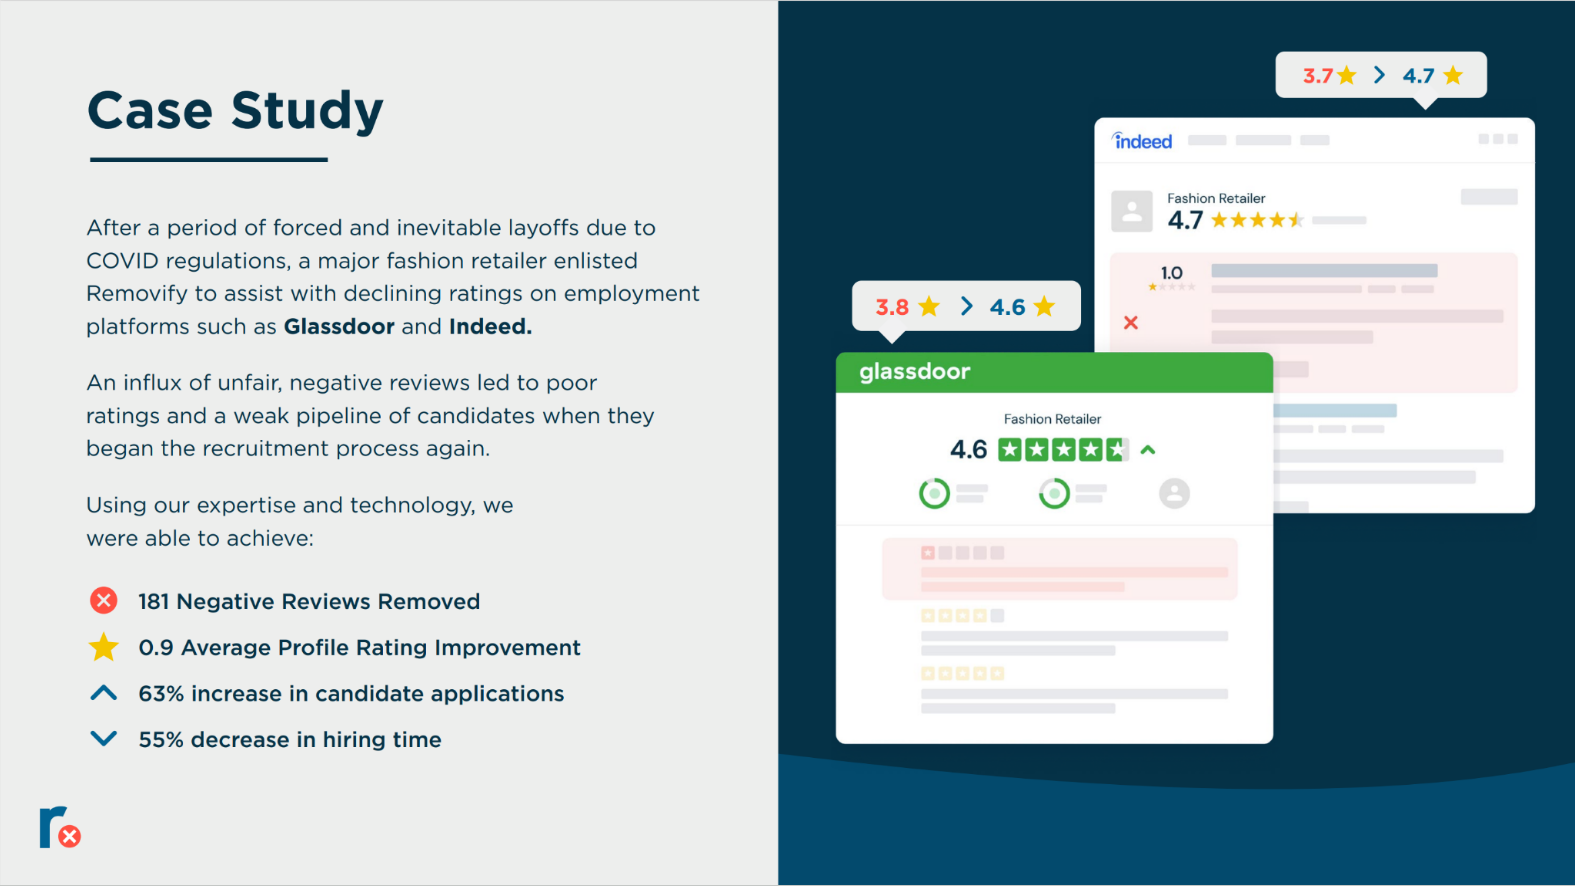 Case Study
After a period of forced and inevitable layoffs due to
COVID regulations, a major fashion retailer enlisted
Removify to assist with declining ratings on employment
platforms such as Glassdoor and Indeed.
An influx of unfair, negative reviews led to poor
ratings and a weak pipeline of candidates when they
began the recruitment process again.
Using our expertise and technology, we
were able to achieve:
181 Negative Reviews Removed
0.9 Average Profile Rating Improvement
63% increase in candidate applications
55% decrease in hiring time
r
3.7 > 4.7
indeed
Fashion Retailer
4.7
1.0
3.8 > 4.6
glassdoor
Fashion Retailer
4.6